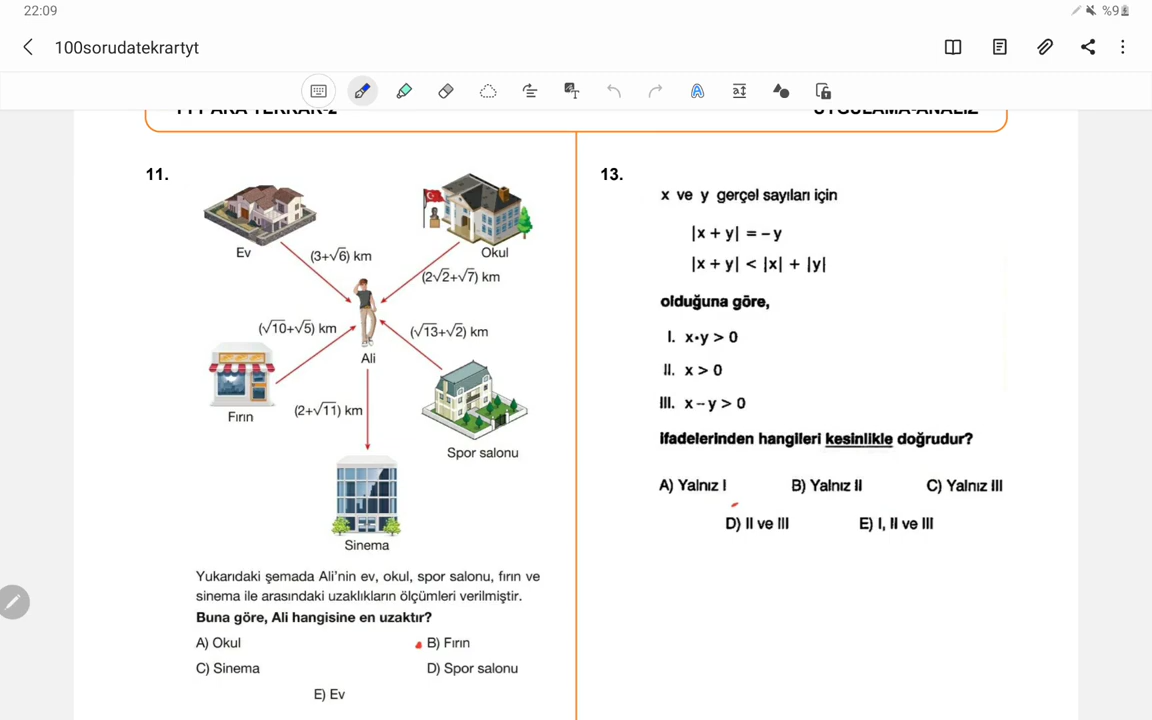 22:09
%9
100sorudatekrartyt
11.
Ev
Okul
(3+√6) km
(2√2+√7) km
(√10+√5) km
(√13+√2) km
Ali
Fırın
(2+√11) km
Spor salonu
Sinema
Yukarıdaki şemada Ali'nin ev, okul, spor salonu, fırın ve
sinema ile arasındaki uzaklıkların ölçümleri verilmiştir.
Buna göre, Ali hangisine en uzaktır?
A) Okul
B) Fırın
C) Sinema
D) Spor salonu
E) Ev
13.
x ve y gerçel sayıları için
|x + y| = – y
|x + y| < |x| + |y|
olduğuna göre,
I. x·y > 0
II. x > 0
III. x – y > 0
ifadelerinden hangileri kesinlikle doğrudur?
A) Yalnız I
B) Yalnız II
C) Yalnız III
D) II ve III
E) I, II ve III